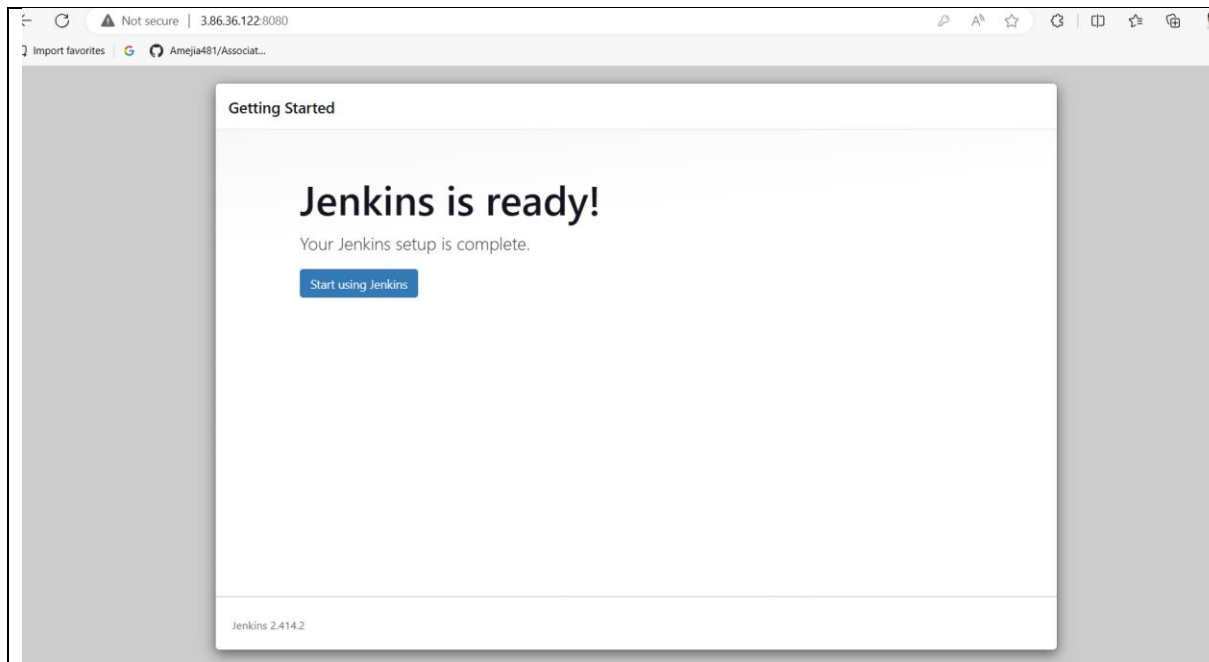 Not secure | 3.86.36.122:8080
Import favorites G Amejia481/Associat...
Getting Started
Jenkins is ready!
Your Jenkins setup is complete.
Start using Jenkins
Jenkins 2.414.2